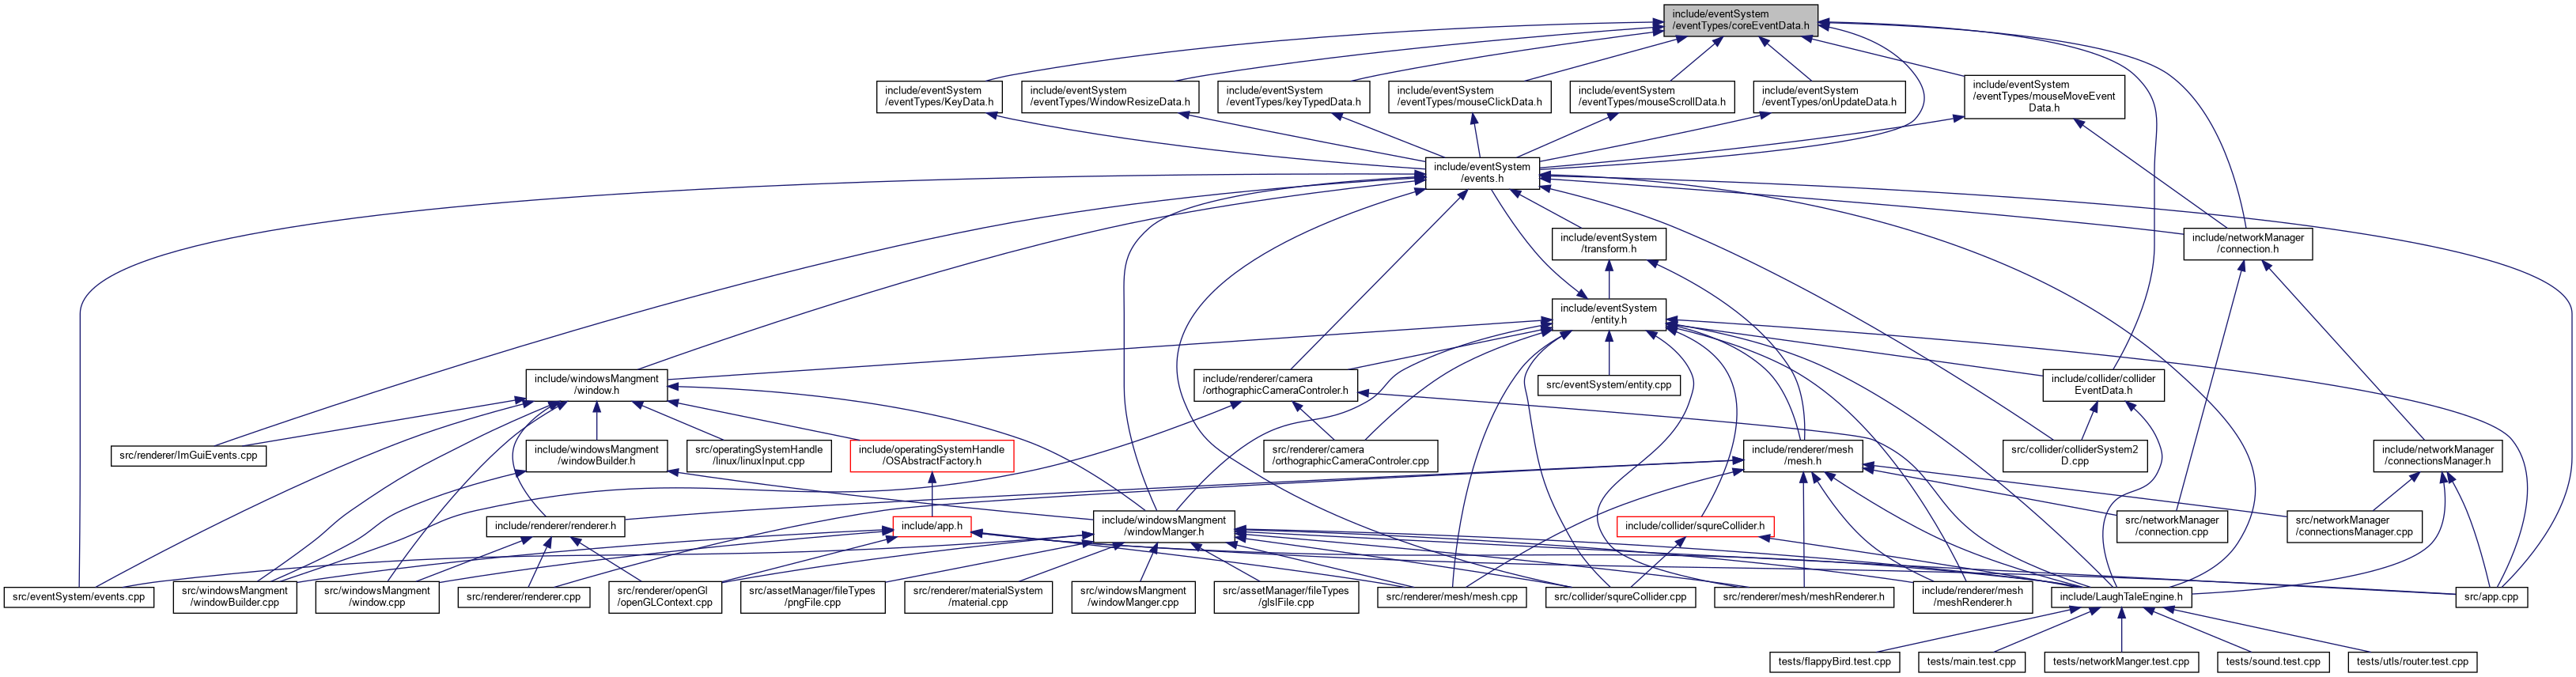 include/eventSystem
/eventTypes/coreEventData.h
include/eventSystem
/eventTypes/KeyData.h
include/eventSystem
/eventTypes/WindowResizeData.h
include/eventSystem
/eventTypes/keyTypedData.h
include/eventSystem
/eventTypes/mouseClickData.h
include/eventSystem
/eventTypes/mouseScrollData.h
include/eventSystem
/eventTypes/onUpdateData.h
include/eventSystem
/eventTypes/mouseMoveEvent
Data.h
include/eventSystem
/events.h
include/eventSystem
/transform.h
include/networkManager
/connection.h
include/eventSystem
/entity.h
include/windowsMangment
/window.h
include/renderer/camera
/orthographicCameraControler.h
src/eventSystem/entity.cpp
include/collider/collider
EventData.h
src/renderer/ImGuiEvents.cpp
include/windowsMangment
/windowBuilder.h
src/operatingSystemHandle
/linux/linuxInput.cpp
include/operatingSystemHandle
/OSAbstractFactory.h
src/renderer/camera
/orthographicCameraControler.cpp
include/renderer/mesh
/mesh.h
src/collider/colliderSystem2
D.cpp
include/networkManager
/connectionsManager.h
include/renderer/renderer.h
include/app.h
include/windowsMangment
/windowManger.h
include/collider/squreCollider.h
src/networkManager
/connection.cpp
src/networkManager
/connectionsManager.cpp
src/eventSystem/events.cpp
src/windowsMangment
/windowBuilder.cpp
src/windowsMangment
/window.cpp
src/renderer/renderer.cpp
src/renderer/openGl
/openGLContext.cpp
src/assetManager/fileTypes
/pngFile.cpp
src/renderer/materialSystem
/material.cpp
src/windowsMangment
/windowManger.cpp
src/assetManager/fileTypes
/glslFile.cpp
src/renderer/mesh/mesh.cpp
src/collider/squreCollider.cpp
src/renderer/mesh/meshRenderer.h
include/renderer/mesh
/meshRenderer.h
include/LaughTaleEngine.h
src/app.cpp
tests/flappyBird.test.cpp
tests/main.test.cpp
tests/networkManger.test.cpp
tests/sound.test.cpp
tests/utls/router.test.cpp